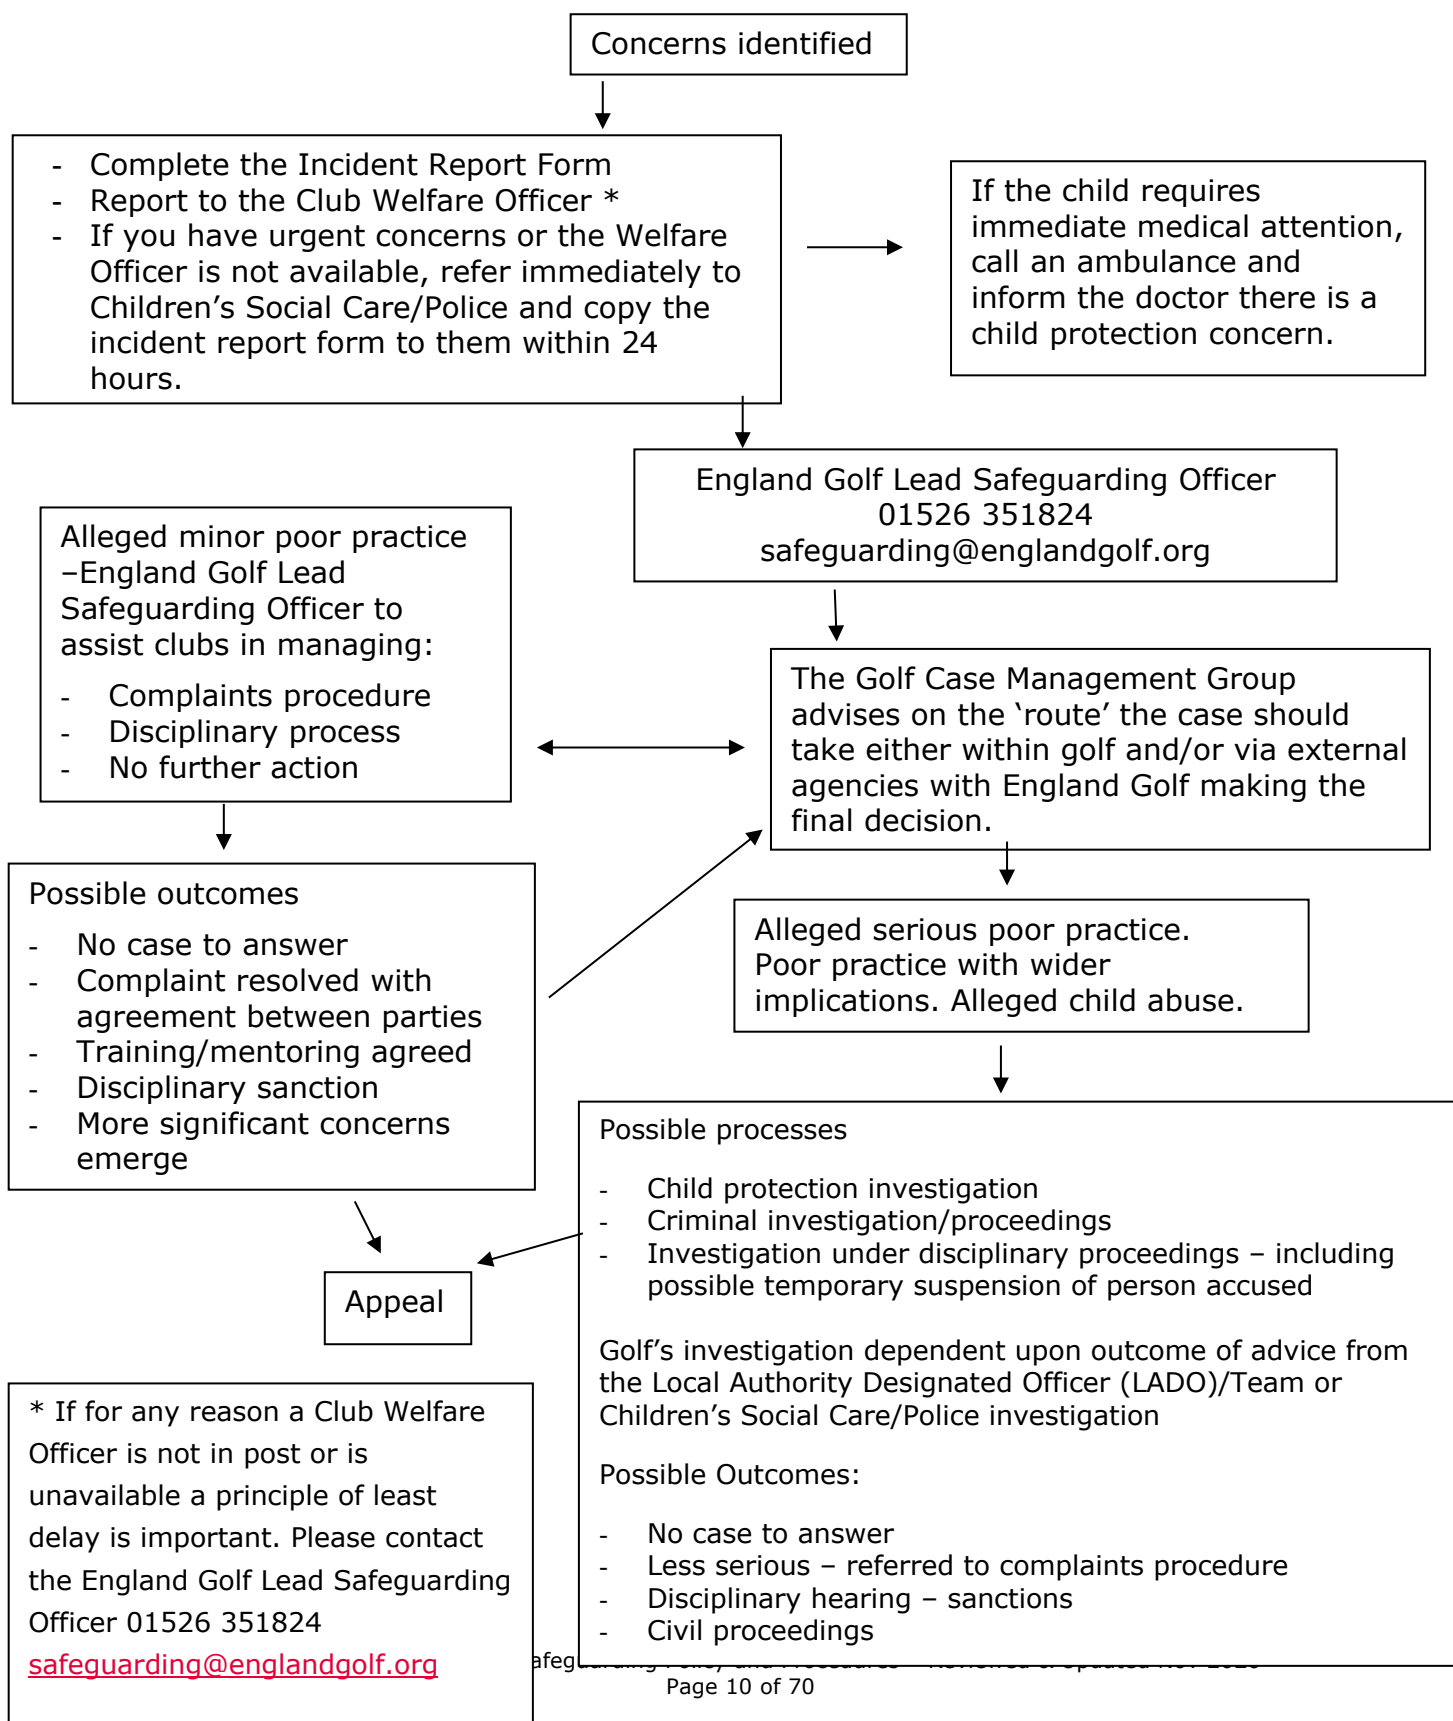 Concerns identified
- Complete the Incident Report Form
- Report to the Club Welfare Officer *
- If you have urgent concerns or the Welfare
Officer is not available, refer immediately to
Children’s Social Care/Police and copy the
incident report form to them within 24
hours.
If the child requires
immediate medical attention,
call an ambulance and
inform the doctor there is a
child protection concern.
England Golf Lead Safeguarding Officer
01526 351824
safeguarding@englandgolf.org
Alleged minor poor practice
–England Golf Lead
Safeguarding Officer to
assist clubs in managing:
- Complaints procedure
- Disciplinary process
- No further action
The Golf Case Management Group
advises on the ‘route’ the case should
take either within golf and/or via external
agencies with England Golf making the
final decision.
Possible outcomes
- No case to answer
- Complaint resolved with
agreement between parties
- Training/mentoring agreed
- Disciplinary sanction
- More significant concerns
emerge
Alleged serious poor practice.
Poor practice with wider
implications. Alleged child abuse.
Possible processes
- Child protection investigation
- Criminal investigation/proceedings
- Investigation under disciplinary proceedings – including
possible temporary suspension of person accused
Golf’s investigation dependent upon outcome of advice from
the Local Authority Designated Officer (LADO)/Team or
Children’s Social Care/Police investigation
Possible Outcomes:
- No case to answer
- Less serious – referred to complaints procedure
- Disciplinary hearing – sanctions
- Civil proceedings
Appeal
* If for any reason a Club Welfare
Officer is not in post or is
unavailable a principle of least
delay is important. Please contact
the England Golf Lead Safeguarding
Officer 01526 351824
safeguarding@englandgolf.org
Page 10 of 70